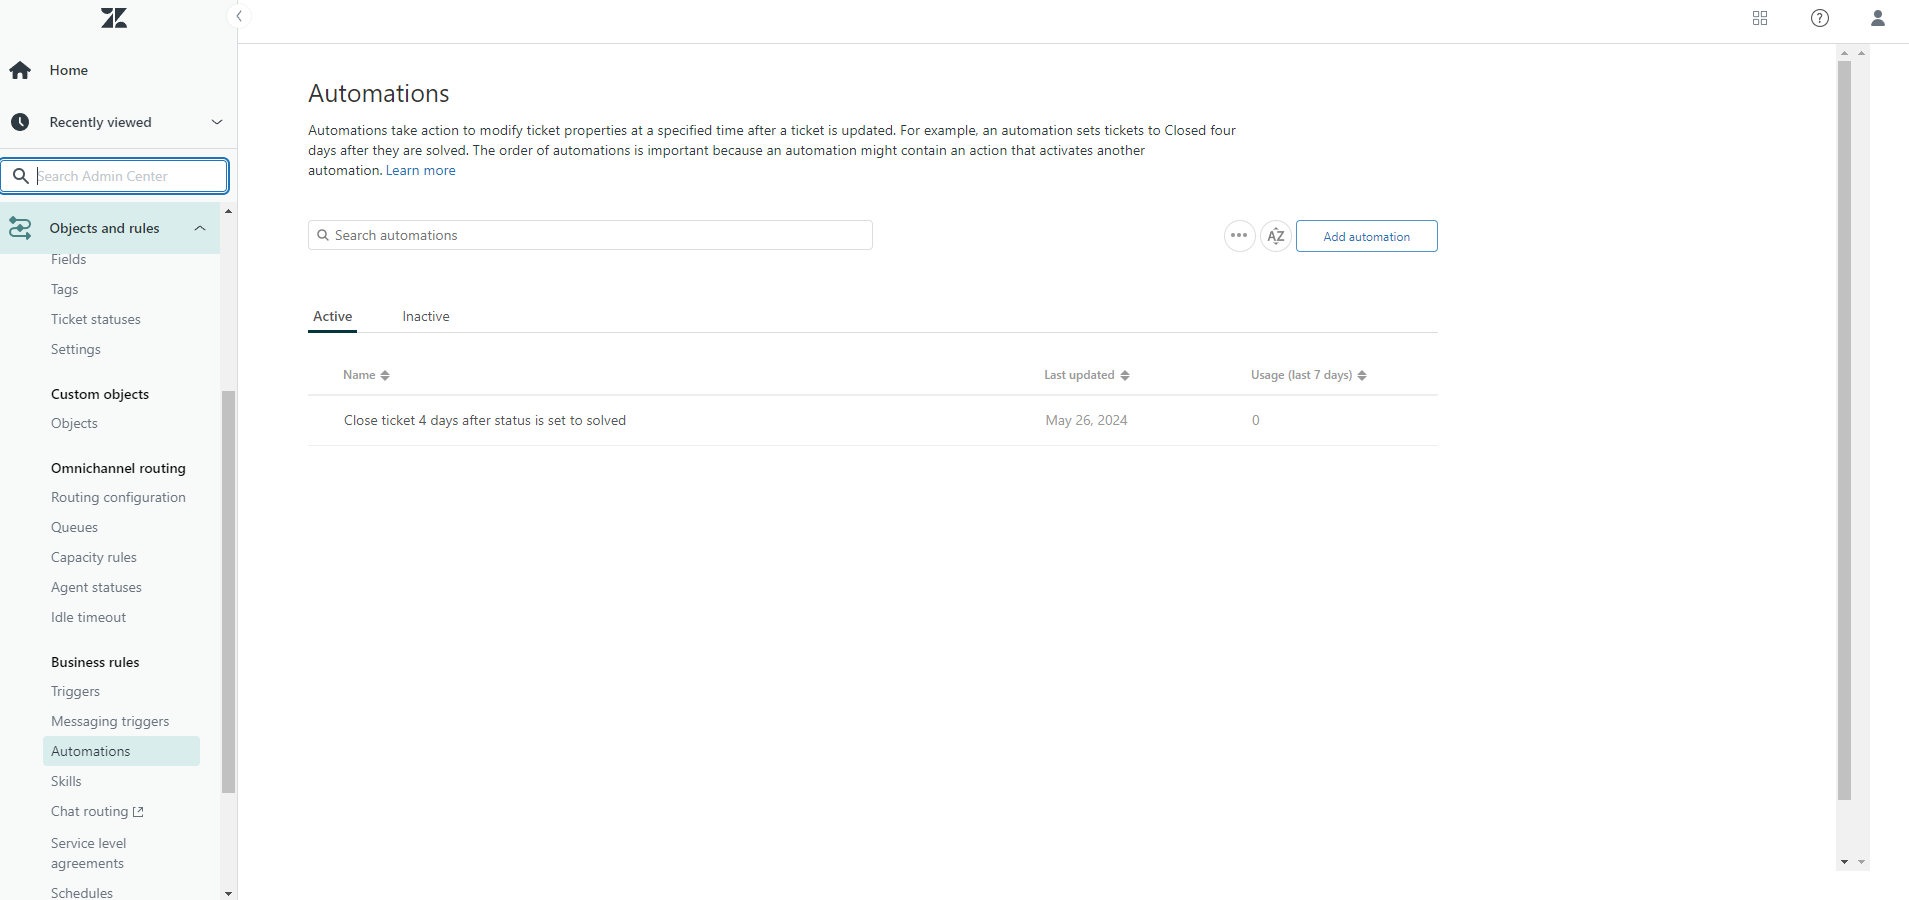 Home
Recently viewed
Search Admin Center
Objects and rules
Fields
Tags
Ticket statuses
Settings
Custom objects
Objects
Omnichannel routing
Routing configuration
Queues
Capacity rules
Agent statuses
Idle timeout
Business rules
Triggers
Messaging triggers
Automations
Skills
Chat routing
Service level
agreements
Schedules
Automations
Automations take action to modify ticket properties at a specified time after a ticket is updated. For example, an automation sets tickets to Closed four
days after they are solved. The order of automations is important because an automation might contain an action that activates another
automation. Learn more
Search automations
AZ
Add automation
Active Inactive
Name Last updated Usage (last 7 days)
Close ticket 4 days after status is set to solved May 26, 2024 0